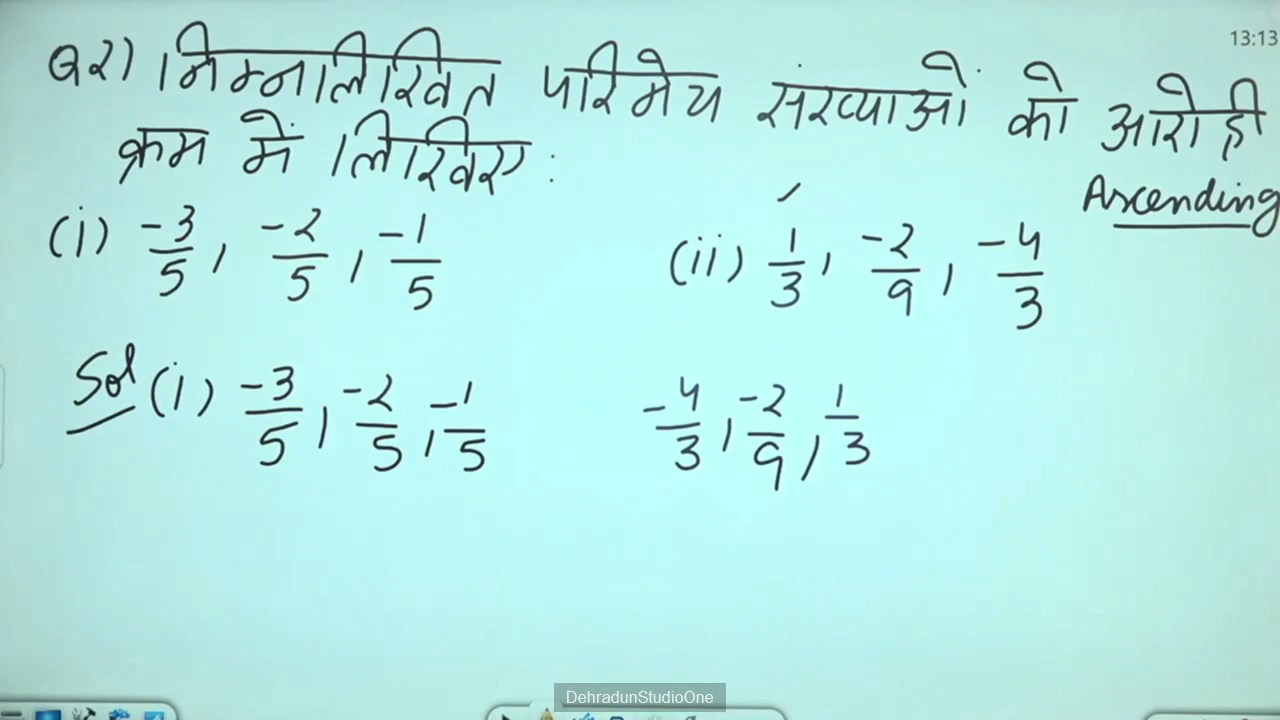 13:13
Q2) निम्नलिखित परिमेय संख्याओं को आरोही
क्रम में लिखिए :
Ascending
(i) -3/5, -2/5, -1/5 (ii) 1/3, -2/9, -4/3
Sol (i) -3/5, -2/5, -1/5 -4/3, -2/9, 1/3
DehradunStudioOne